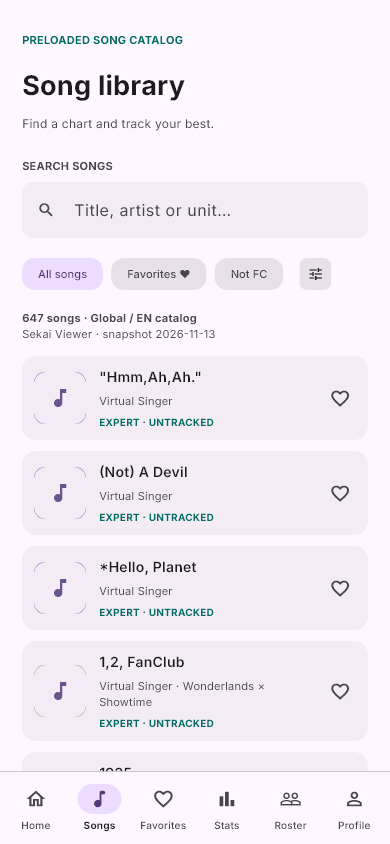 PRELOADED SONG CATALOG
Song library
Find a chart and track your best.
SEARCH SONGS
Title, artist or unit...
All songs
Favorites ♥
Not FC
647 songs · Global / EN catalog
Sekai Viewer · snapshot 2026-11-13
"Hmm,Ah,Ah."
Virtual Singer
EXPERT · UNTRACKED
(Not) A Devil
Virtual Singer
EXPERT · UNTRACKED
*Hello, Planet
Virtual Singer
EXPERT · UNTRACKED
1,2, FanClub
Virtual Singer · Wonderlands ×
Showtime
EXPERT · UNTRACKED
Home
Songs
Favorites
Stats
Roster
Profile